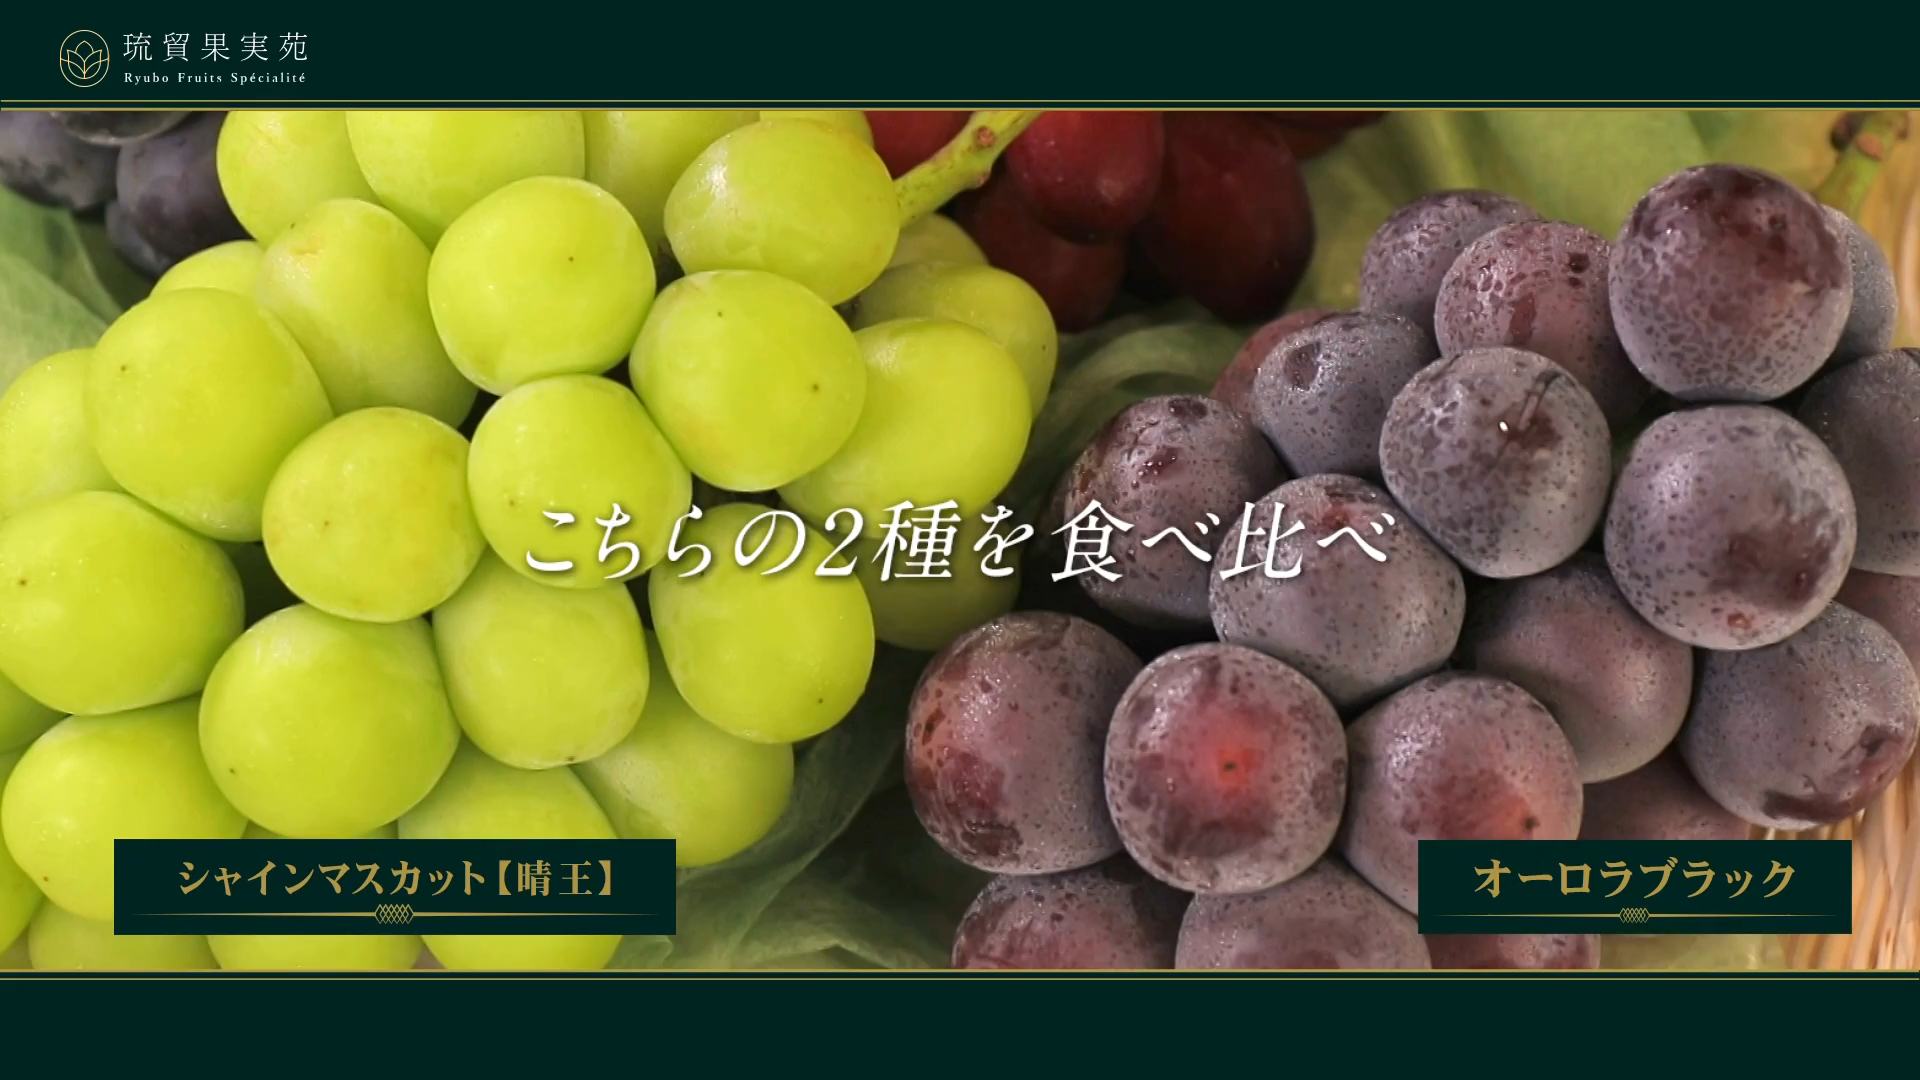 琉貿果実苑
Ryubo Fruits Spécialité
こちらの2種を食べ比べ
シャインマスカット【晴王】
オーロラブラック